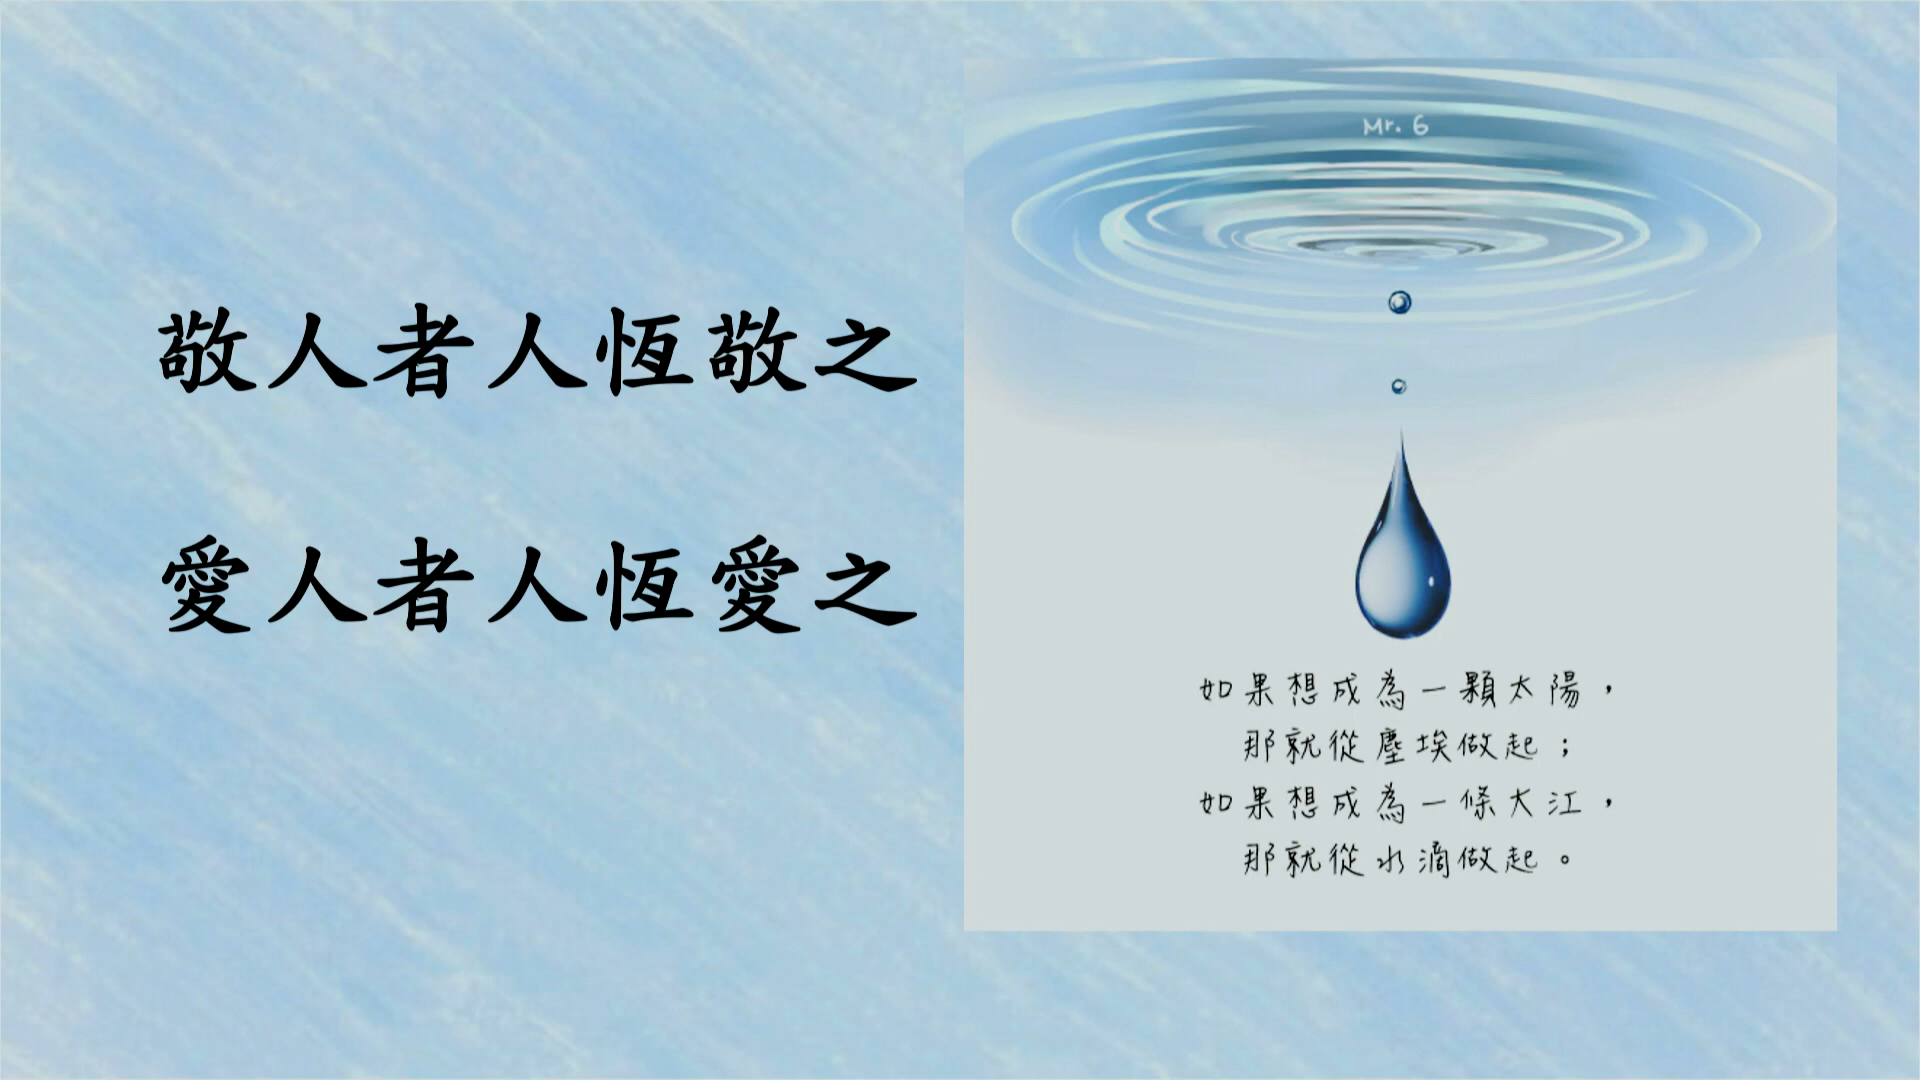 敬人者人恆敬之
愛人者人恆愛之
Mr. 6
如果想成為一顆太陽，
那就從塵埃做起；
如果想成為一條大江，
那就從水滴做起。